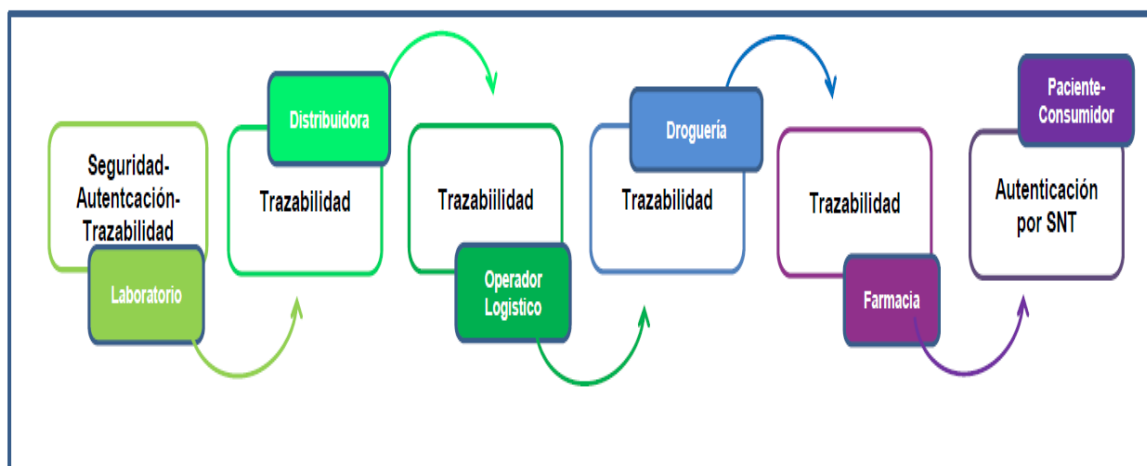 Seguridad-
Autentcación-
Trazabilidad
Laboratorio
Distribuidora
Trazabilidad
Trazabiilidad
Operador
Logistico
Droguería
Trazabilidad
Trazabilidad
Farmacia
Paciente-
Consumidor
Autenticación
por SNT